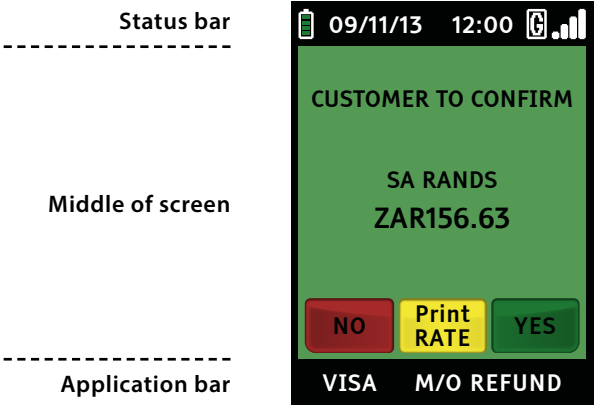 Status bar
09/11/13 12:00 G
CUSTOMER TO CONFIRM
SA RANDS
Middle of screen
ZAR156.63
NO
Print
RATE
YES
Application bar
VISA M/O REFUND